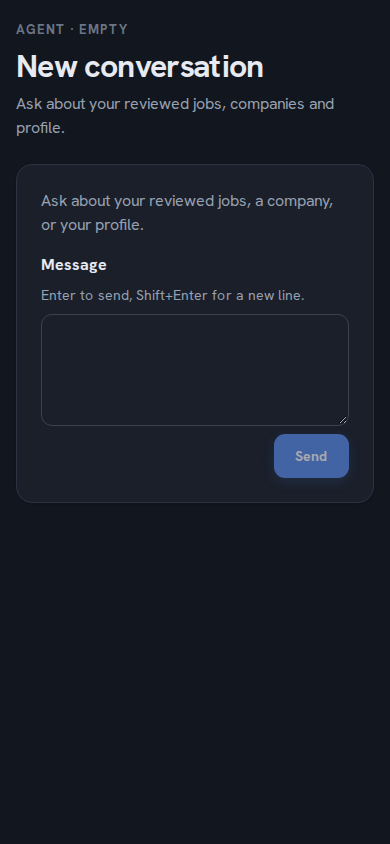 AGENT · EMPTY
New conversation
Ask about your reviewed jobs, companies and
profile.
Ask about your reviewed jobs, a company,
or your profile.
Message
Enter to send, Shift+Enter for a new line.
Send